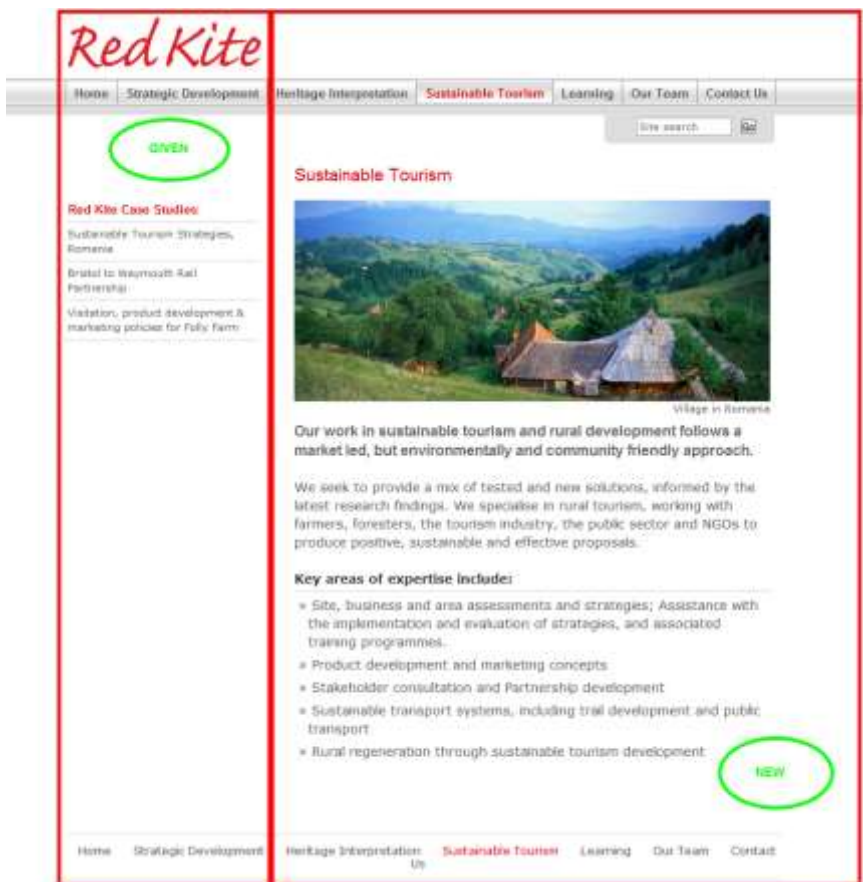 Red Kite
Home Strategic Development Heritage Interpretation Sustainable Tourism Learning Our Team Contact Us
Site search Go
GIVEN
Sustainable Tourism
Red Kite Case Studies:
Sustainable Tourism Strategies,
Romania
Bristol to Weymouth Rail
Partnership
Visitation, product development &
marketing policies for Folly Farm
Village in Romania
Our work in sustainable tourism and rural development follows a
market led, but environmentally and community friendly approach.
We seek to provide a mix of tested and new solutions, informed by the
latest research findings. We specialise in rural tourism, working with
farmers, foresters, the tourism industry, the public sector and NGOs to
produce positive, sustainable and effective proposals.
Key areas of expertise include:
» Site, business and area assessments and strategies; Assistance with
the implementation and evaluation of strategies, and associated
training programmes.
» Product development and marketing concepts
» Stakeholder consultation and Partnership development
» Sustainable transport systems, including trail development and public
transport
» Rural regeneration through sustainable tourism development
NEW
Home Strategic Development Heritage Interpretation Sustainable Tourism Learning Our Team Contact
Us